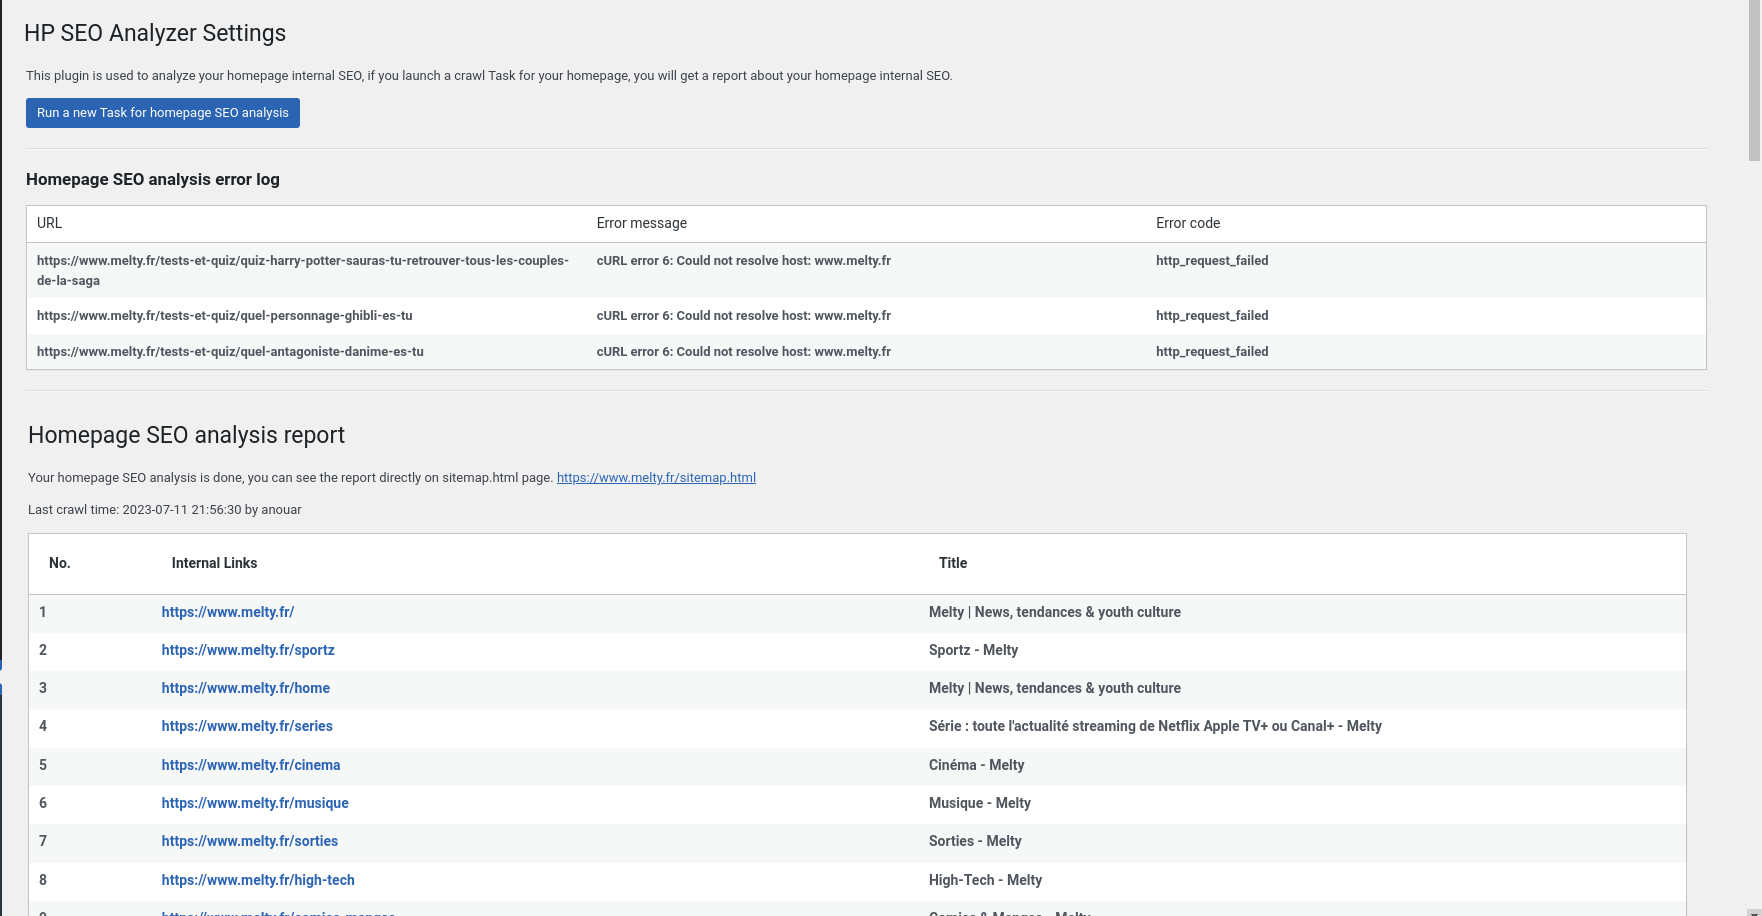 HP SEO Analyzer Settings
This plugin is used to analyze your homepage internal SEO, if you launch a crawl Task for your homepage, you will get a report about your homepage internal SEO.
Run a new Task for homepage SEO analysis
Homepage SEO analysis error log
URL Error message Error code
https://www.melty.fr/tests-et-quiz/quiz-harry-potter-sauras-tu-retrouver-tous-les-couples- cURL error 6: Could not resolve host: www.melty.fr http_request_failed
de-la-saga
https://www.melty.fr/tests-et-quiz/quel-personnage-ghibli-es-tu cURL error 6: Could not resolve host: www.melty.fr http_request_failed
https://www.melty.fr/tests-et-quiz/quel-antagoniste-danime-es-tu cURL error 6: Could not resolve host: www.melty.fr http_request_failed
Homepage SEO analysis report
Your homepage SEO analysis is done, you can see the report directly on sitemap.html page. https://www.melty.fr/sitemap.html
Last crawl time: 2023-07-11 21:56:30 by anouar
No. Internal Links Title
1 https://www.melty.fr/ Melty | News, tendances & youth culture
2 https://www.melty.fr/sportz Sportz - Melty
3 https://www.melty.fr/home Melty | News, tendances & youth culture
4 https://www.melty.fr/series Série : toute l'actualité streaming de Netflix Apple TV+ ou Canal+ - Melty
5 https://www.melty.fr/cinema Cinéma - Melty
6 https://www.melty.fr/musique Musique - Melty
7 https://www.melty.fr/sorties Sorties - Melty
8 https://www.melty.fr/high-tech High-Tech - Melty